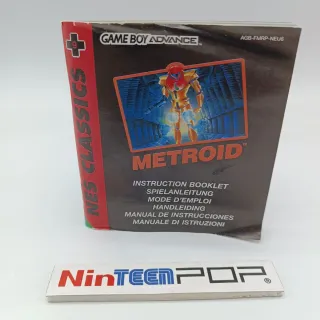 GAME BOY ADVANCE™
AGB-FMRP-NEU6
NES CLASSICS
METROID
INSTRUCTION BOOKLET
SPIELANLEITUNG
MODE D'EMPLOI
HANDLEIDING
MANUAL DE INSTRUCCIONES
MANUALE DI ISTRUZIONI
NinTEENPOP®